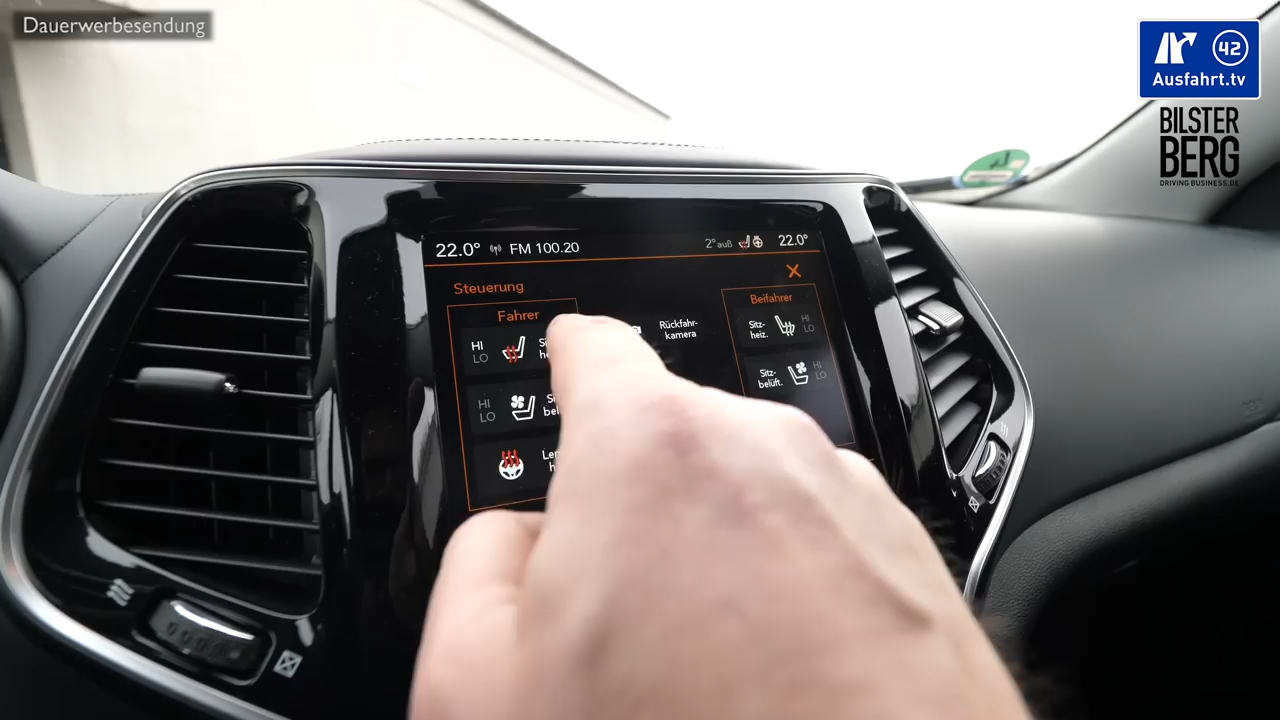 Dauerwerbesendung
42
Ausfahrt.tv
BILSTER
BERG
DRIVING BUSINESS.DE
22.0° FM 100.20 2°auß 22.0°
Steuerung
X
Fahrer
HI
LO
HI
LO
Rückfahr-
kamera
Beifahrer
Sitz-
heiz.
HI
LO
Sitz-
belüft.
HI
LO